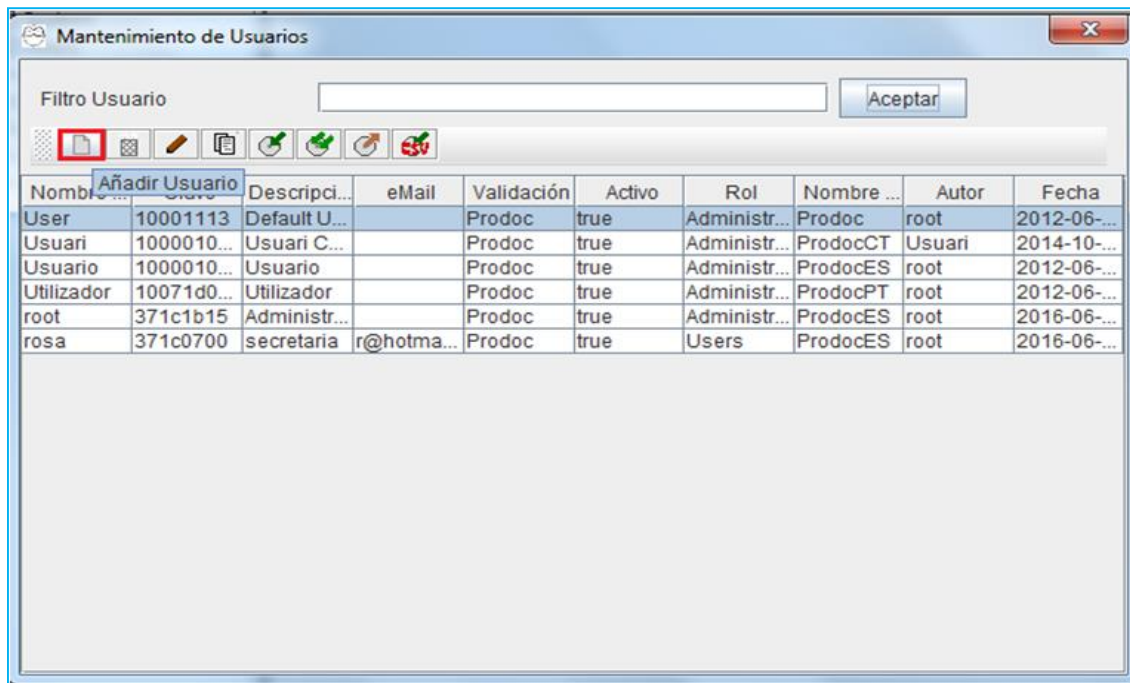 Mantenimiento de Usuarios
Filtro Usuario Aceptar
CSV
Añadir Usuario
Nombre ... Descripci... eMail Validación Activo Rol Nombre ... Autor Fecha
User 10001113 Default U... Prodoc true Administr... Prodoc root 2012-06-...
Usuari 1000010... Usuari C... Prodoc true Administr... ProdocCT Usuari 2014-10-...
Usuario 1000010... Usuario Prodoc true Administr... ProdocES root 2012-06-...
Utilizador 10071d0... Utilizador Prodoc true Administr... ProdocPT root 2012-06-...
root 371c1b15 Administr... Prodoc true Administr... ProdocES root 2016-06-...
rosa 371c0700 secretaria r@hotma... Prodoc true Users ProdocES root 2016-06-...